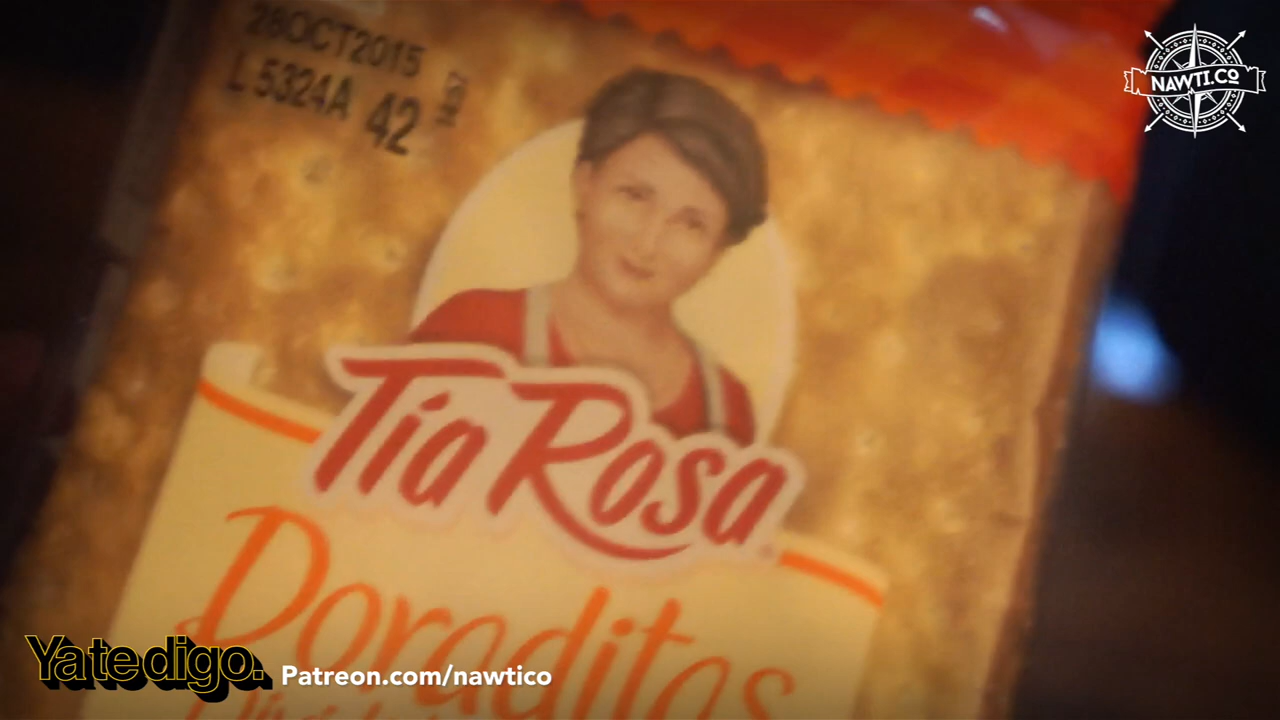 28OCT2015
L 5324A 42
NAWTI.CO
Tía Rosa
Doraditas
Yatedigo.
Patreon.com/nawtico